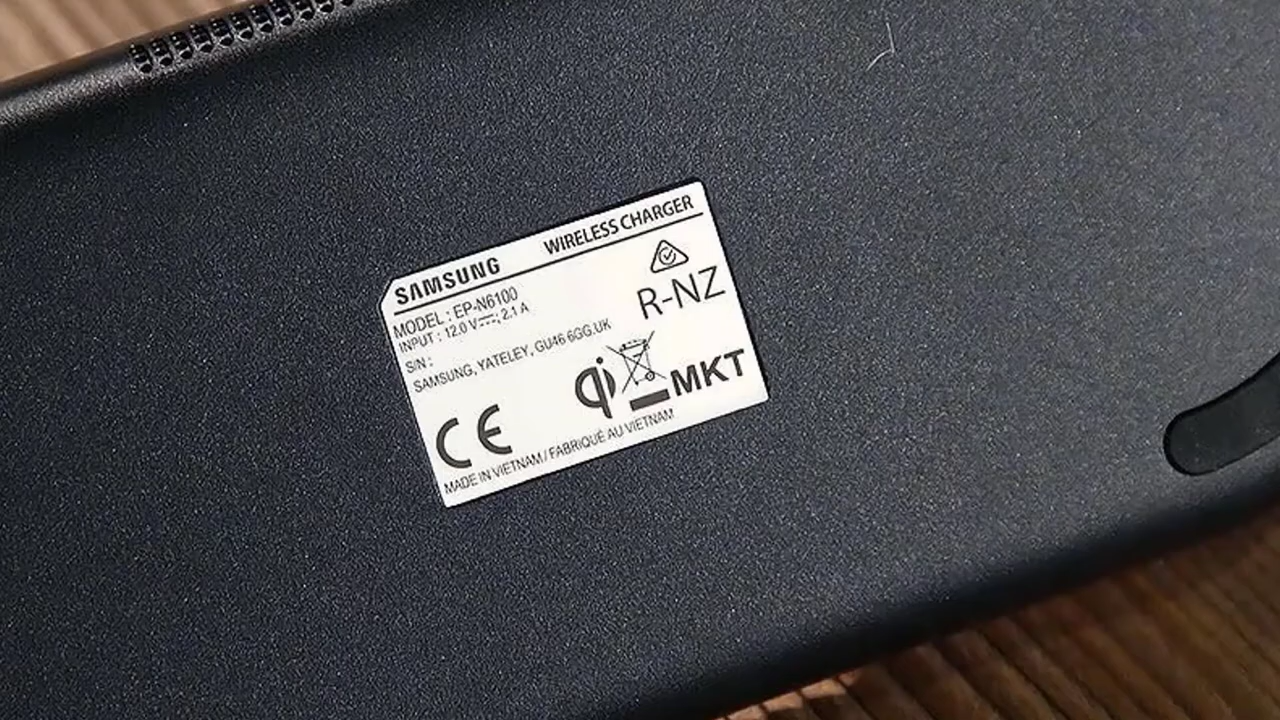 SAMSUNG WIRELESS CHARGER
MODEL : EP-N6100
INPUT : 12.0 V⎓; 2.1 A
S/N :
SAMSUNG, YATELEY, GU46 6GG.UK
R-NZ
qi
MKT
CE
MADE IN VIETNAM / FABRIQUÉ AU VIETNAM